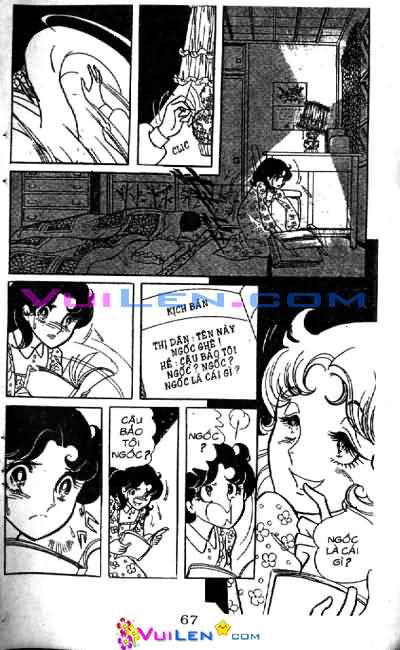 CLIC
VUILEN.COM
KỊCH BẢN
THỊ DÂN : TÊN NÀY
NGỐC GHÊ !
HỀ : CẬU BẢO TÔI
NGỐC ? NGỐC ?
NGỐC LÀ CÁI GÌ ?
CẬU
BẢO
TÔI
NGỐC ?
NGỐC
?
NGỐC
LÀ CÁI
GÌ ?
67
VUILEN.COM